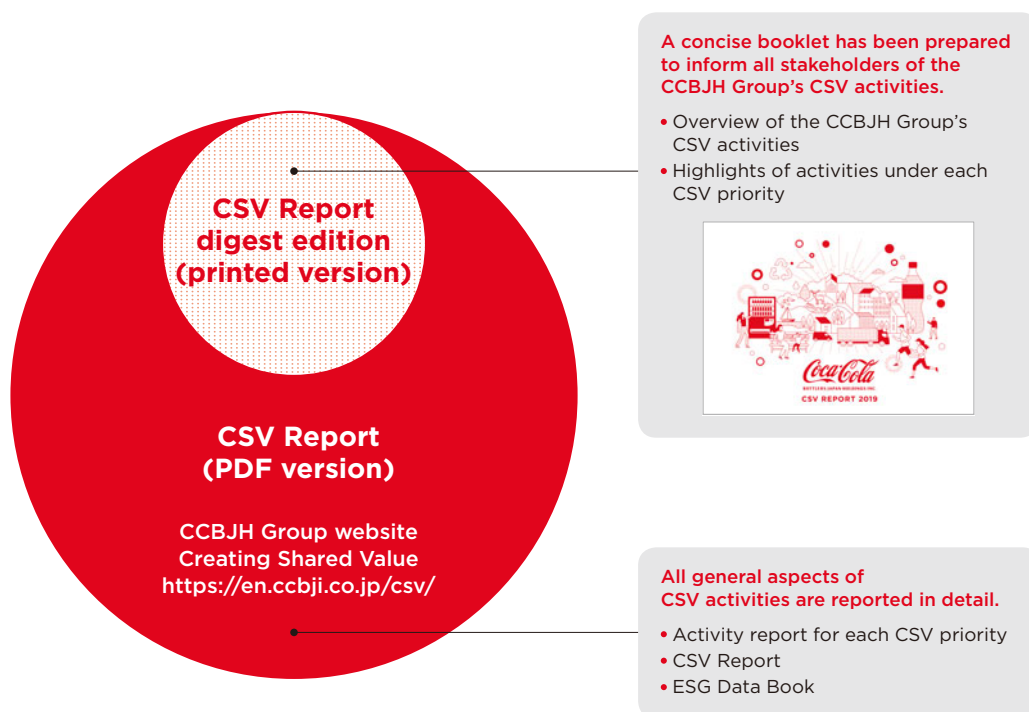 A concise booklet has been prepared
to inform all stakeholders of the
CCBJH Group’s CSV activities.
• Overview of the CCBJH Group’s
CSV activities
• Highlights of activities under each
CSV priority
Coca-Cola
BOTTLERS JAPAN HOLDINGS INC.
CSV REPORT 2019
CSV Report
digest edition
(printed version)
CSV Report
(PDF version)
CCBJH Group website
Creating Shared Value
https://en.ccbji.co.jp/csv/
All general aspects of
CSV activities are reported in detail.
• Activity report for each CSV priority
• CSV Report
• ESG Data Book